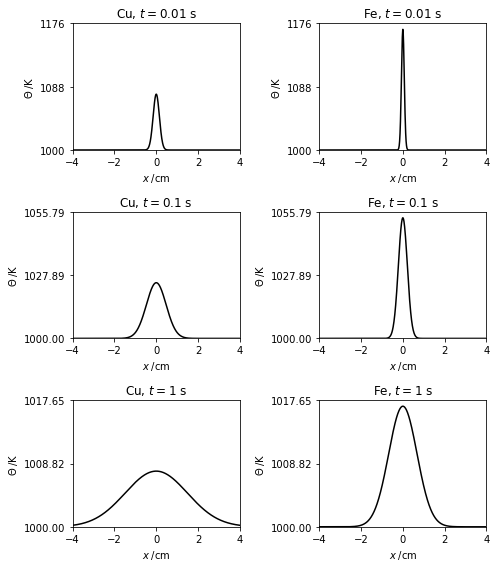 Cu, t = 0.01 s
1176
1088
1000
Θ /K
−4 −2 0 2 4
x /cm
Fe, t = 0.01 s
1176
1088
1000
Θ /K
−4 −2 0 2 4
x /cm
Cu, t = 0.1 s
1055.79
1027.89
1000.00
Θ /K
−4 −2 0 2 4
x /cm
Fe, t = 0.1 s
1055.79
1027.89
1000.00
Θ /K
−4 −2 0 2 4
x /cm
Cu, t = 1 s
1017.65
1008.82
1000.00
Θ /K
−4 −2 0 2 4
x /cm
Fe, t = 1 s
1017.65
1008.82
1000.00
Θ /K
−4 −2 0 2 4
x /cm